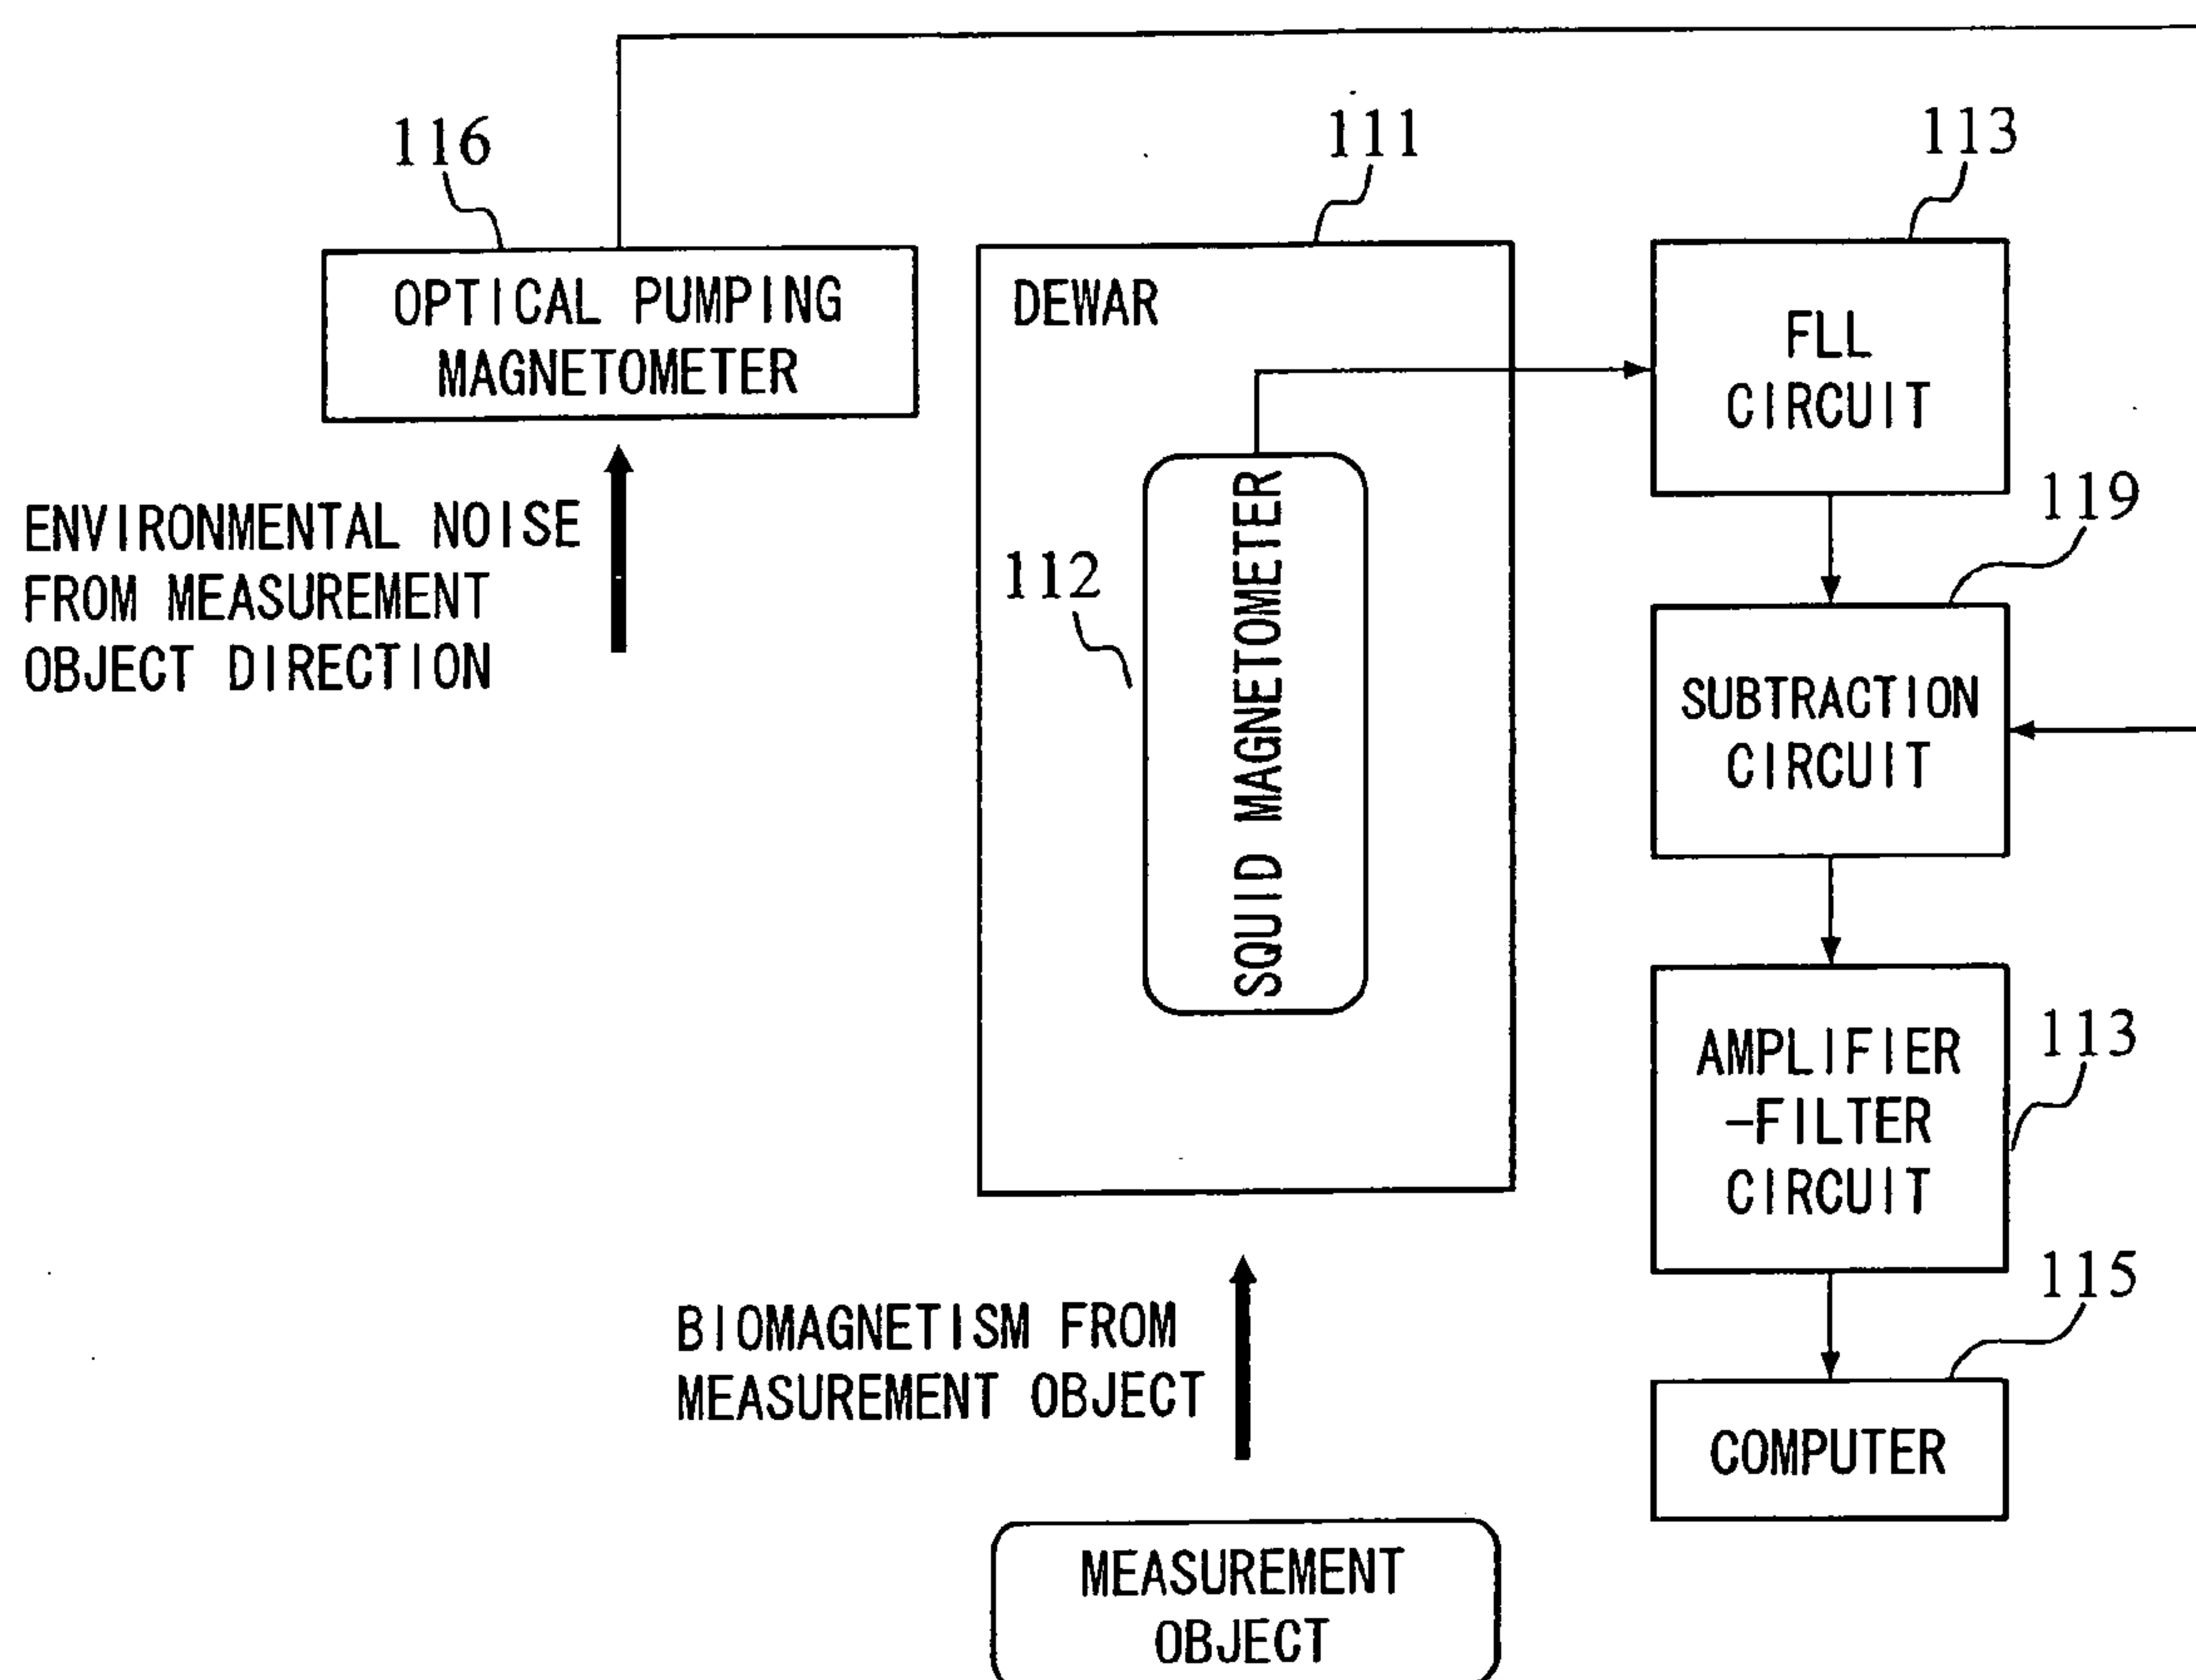 116
111
113
OPTICAL PUMPING
MAGNETOMETER
DEWAR
FLL
CIRCUIT
ENVIRONMENTAL NOISE
FROM MEASUREMENT
OBJECT DIRECTION
112
SQUID MAGNETOMETER
119
SUBTRACTION
CIRCUIT
AMPLIFIER
-FILTER
CIRCUIT
113
BIOMAGNETISM FROM
MEASUREMENT OBJECT
115
COMPUTER
MEASUREMENT
OBJECT